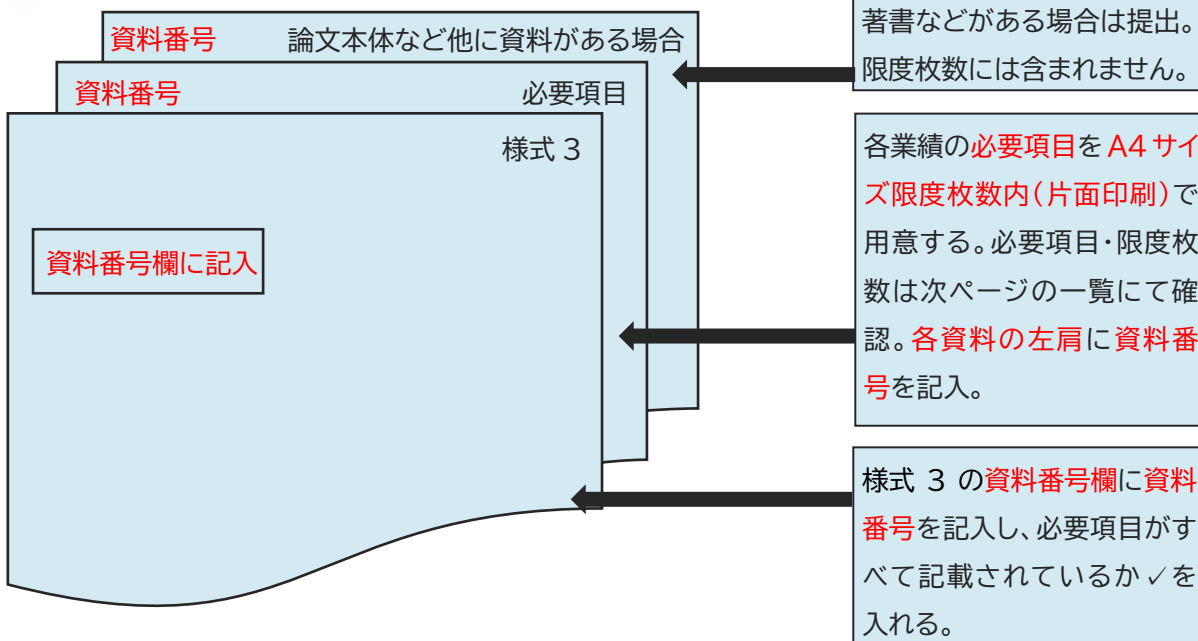 資料番号 論文本体など他に資料がある場合
資料番号 必要項目
様式 3
資料番号欄に記入
著書などがある場合は提出。
限度枚数には含まれません。
各業績の必要項目を A4 サイ
ズ限度枚数内(片面印刷)で
用意する。必要項目・限度枚
数は次ページの一覧にて確
認。各資料の左肩に資料番
号を記入。
様式 3 の資料番号欄に資料
番号を記入し、必要項目がす
べて記載されているか✓を
入れる。